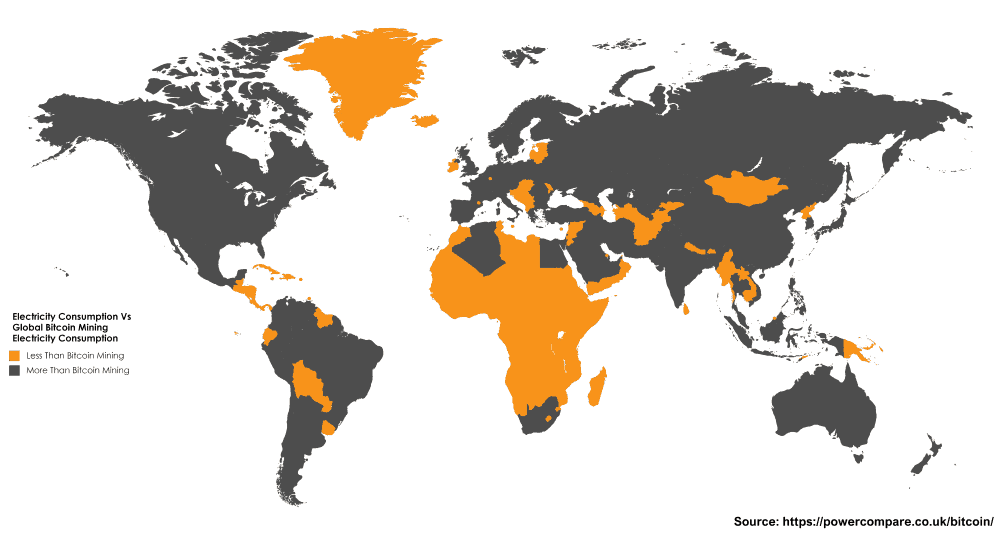 Electricity Consumption Vs
Global Bitcoin Mining
Electricity Consumption
Less Than Bitcoin Mining
More Than Bitcoin Mining
Source: https://powercompare.co.uk/bitcoin/